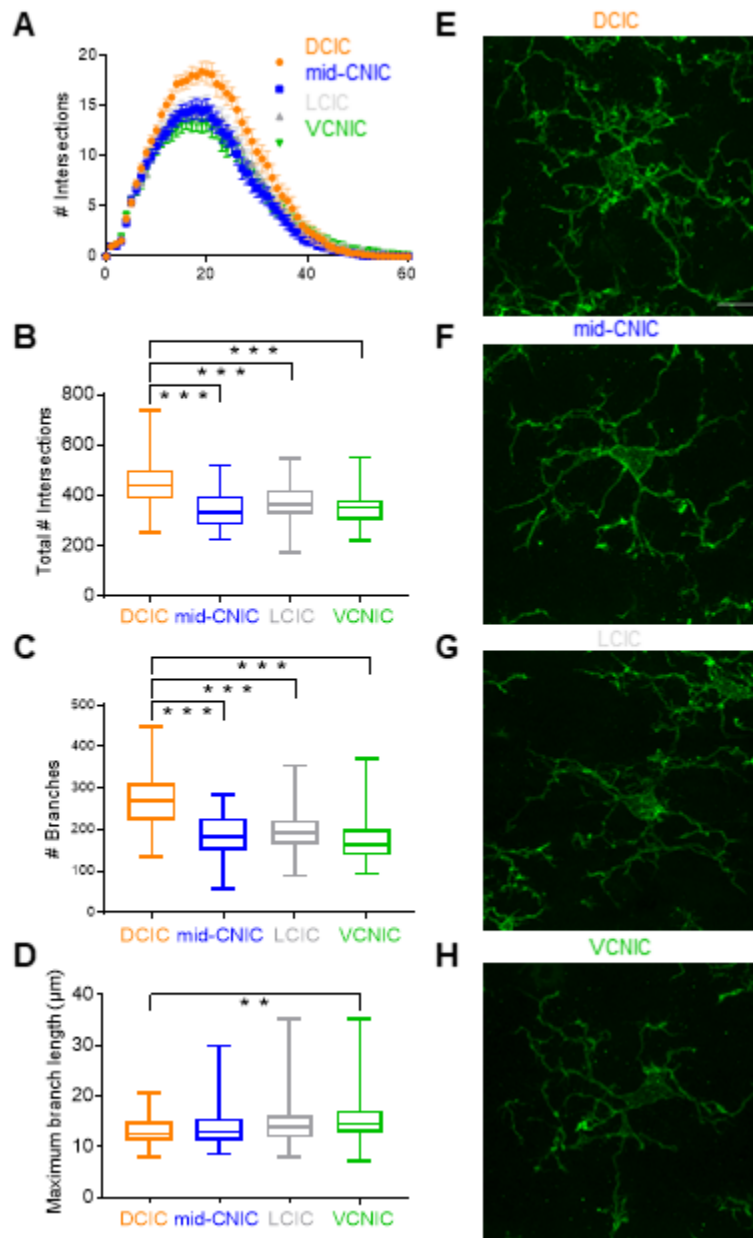 A
20
15
10
5
0
# Intersections
0 20 40 60
DCIC
mid-CNIC
LCIC
VCNIC
B
* * *
* * *
* * *
800
600
400
200
0
Total # Intersections
DCIC mid-CNIC LCIC VCNIC
C
* * *
* * *
* * *
500
400
300
200
100
0
# Branches
DCIC mid-CNIC LCIC VCNIC
D
* *
40
30
20
10
0
Maximum branch length (µm)
DCIC mid-CNIC LCIC VCNIC
E
DCIC
F
mid-CNIC
G
LCIC
H
VCNIC